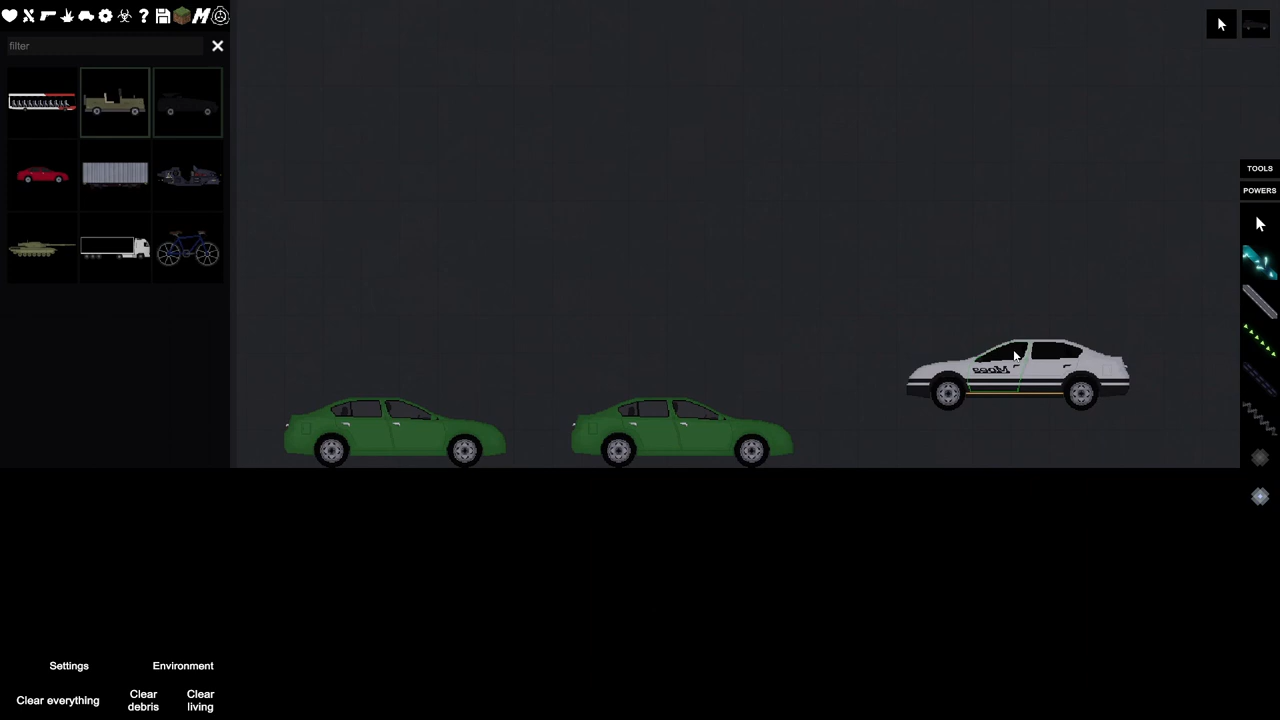 filter
TOOLS
POWERS
Settings Environment
Clear everything Clear debris Clear living